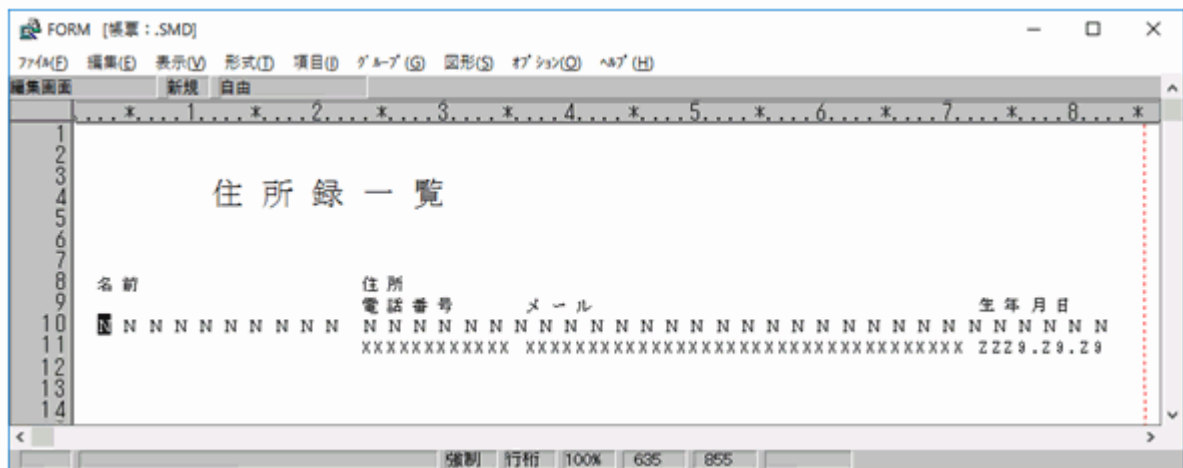 FORM [帳票：.SMD]
ﾌｧｲﾙ(F) 編集(E) 表示(V) 形式(T) 項目(I) ｸﾞﾙｰﾌﾟ(G) 図形(S) ｵﾌﾟｼｮﾝ(O) ﾍﾙﾌﾟ(H)
編集画面 新規 自由
....*....1....*....2....*....3....*....4....*....5....*....6....*....7....*....8....*
1
2
3
4 住所録一覧
5
6
7
8 名前 住所
9 電話番号 メール 生年月日
10 N N N N N N N N N N N N N N N N N N N N N N N N N N N N N N N N N N N N N N N N
11 XXXXXXXXXXXX XXXXXXXXXXXXXXXXXXXXXXXXXXXXXXXXXXX ZZZ9.Z9.Z9
12
13
14
強制 行桁 100% 635 855